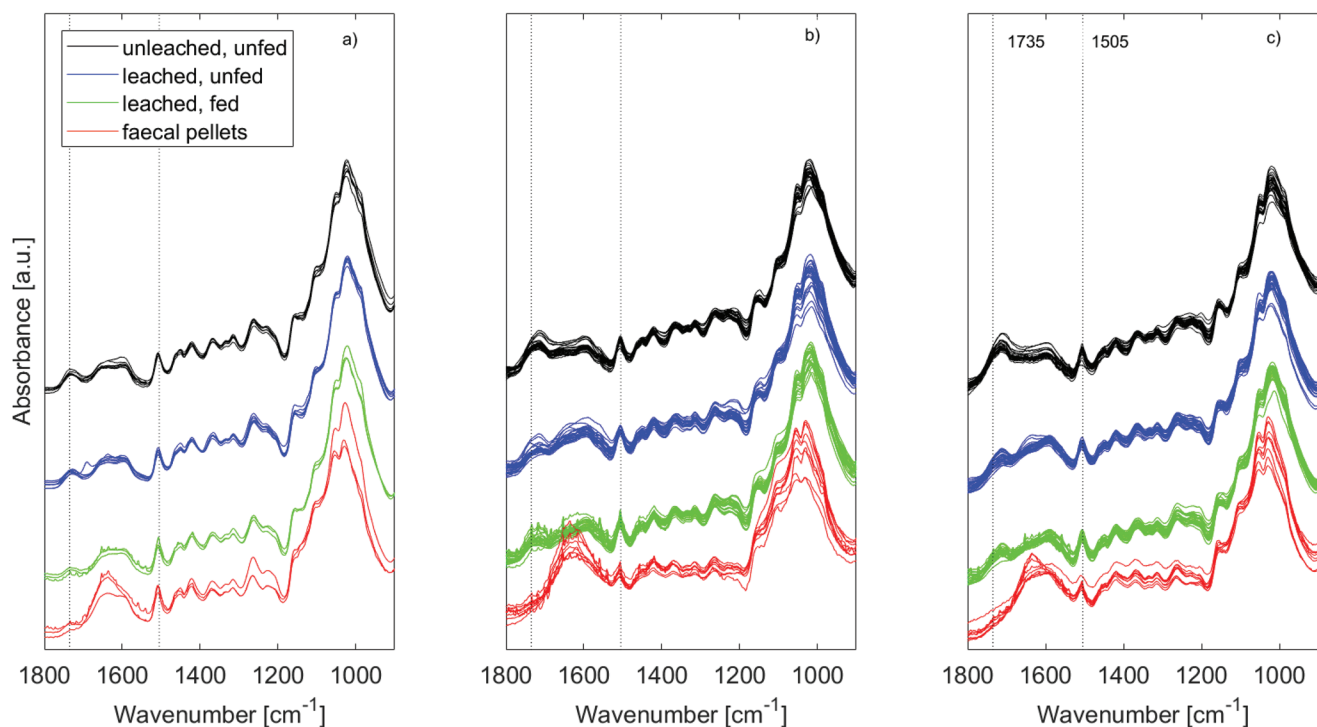 a)
unleached, unfed
leached, unfed
leached, fed
faecal pellets
b)
1735
1505
c)
Absorbance [a.u.]
1800 1600 1400 1200 1000
1800 1600 1400 1200 1000
1800 1600 1400 1200 1000
Wavenumber [cm-1]
Wavenumber [cm-1]
Wavenumber [cm-1]